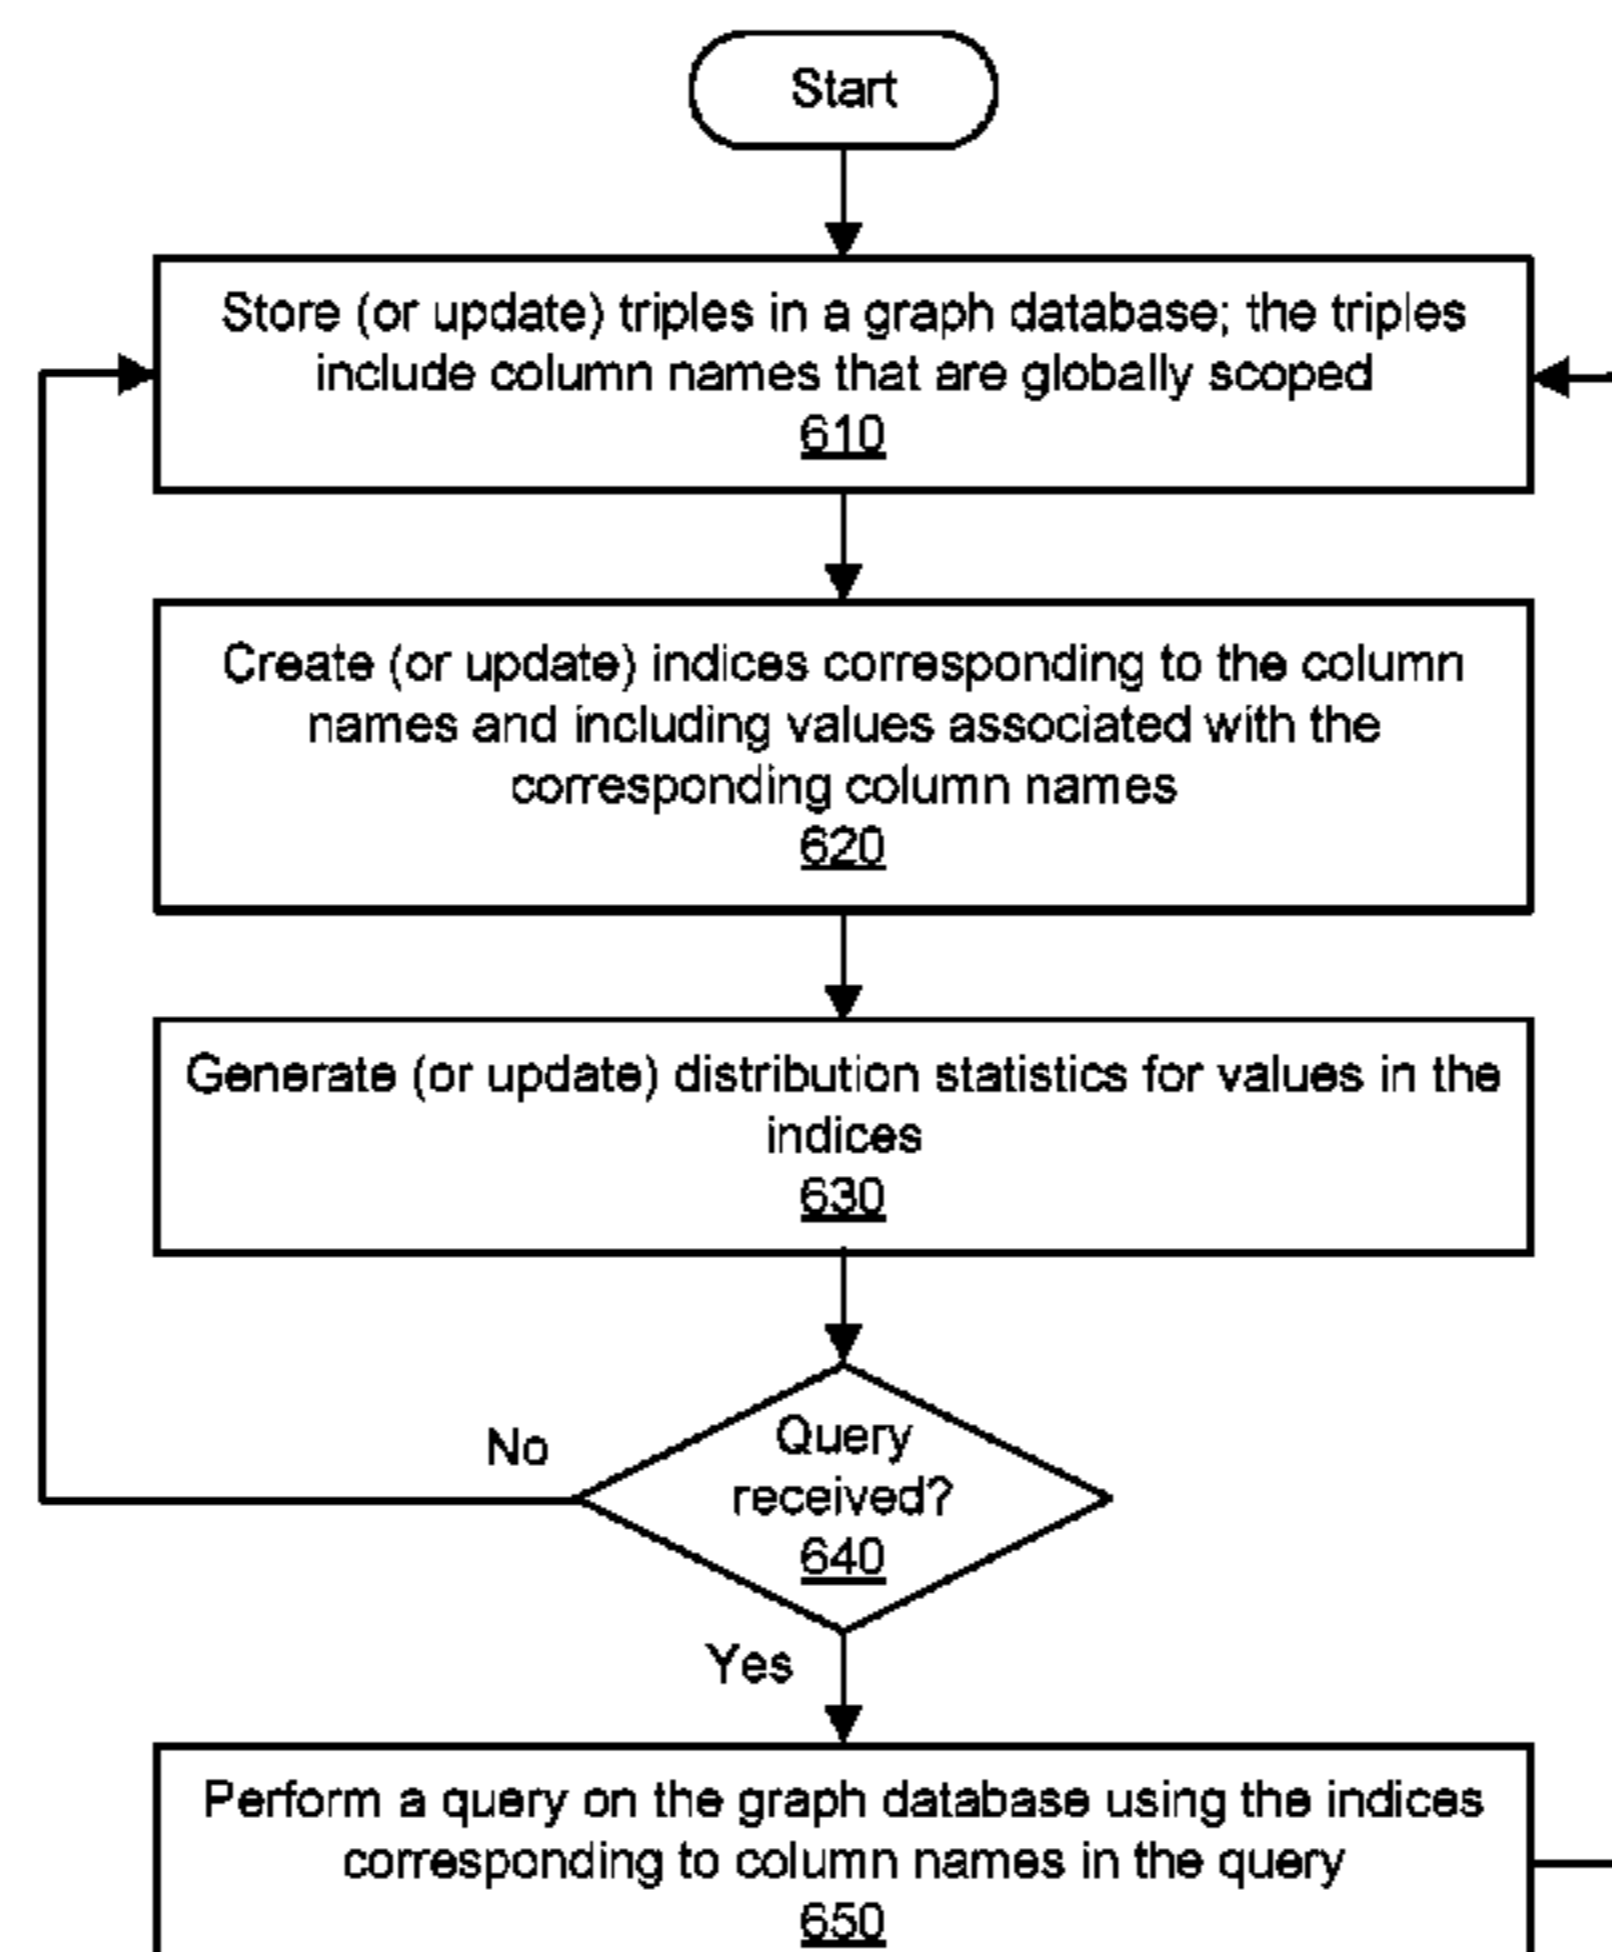 Start
Store (or update) triples in a graph database; the triples
include column names that are globally scoped
610
Create (or update) indices corresponding to the column
names and including values associated with the
corresponding column names
620
Generate (or update) distribution statistics for values in the
indices
630
No
Query
received?
640
Yes
Perform a query on the graph database using the indices
corresponding to column names in the query
650